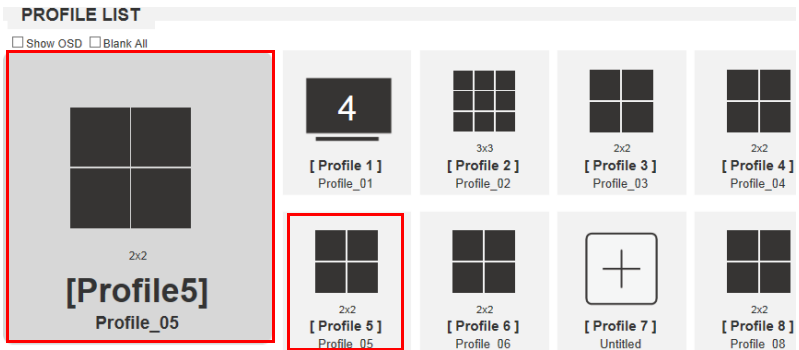 PROFILE LIST
Show OSD Blank All
2x2
[Profile5]
Profile_05
4
[ Profile 1 ]
Profile_01
3x3
[ Profile 2 ]
Profile_02
2x2
[ Profile 3 ]
Profile_03
2x2
[ Profile 4 ]
Profile_04
2x2
[ Profile 5 ]
Profile_05
2x2
[ Profile 6 ]
Profile_06
[ Profile 7 ]
Untitled
2x2
[ Profile 8 ]
Profile_08